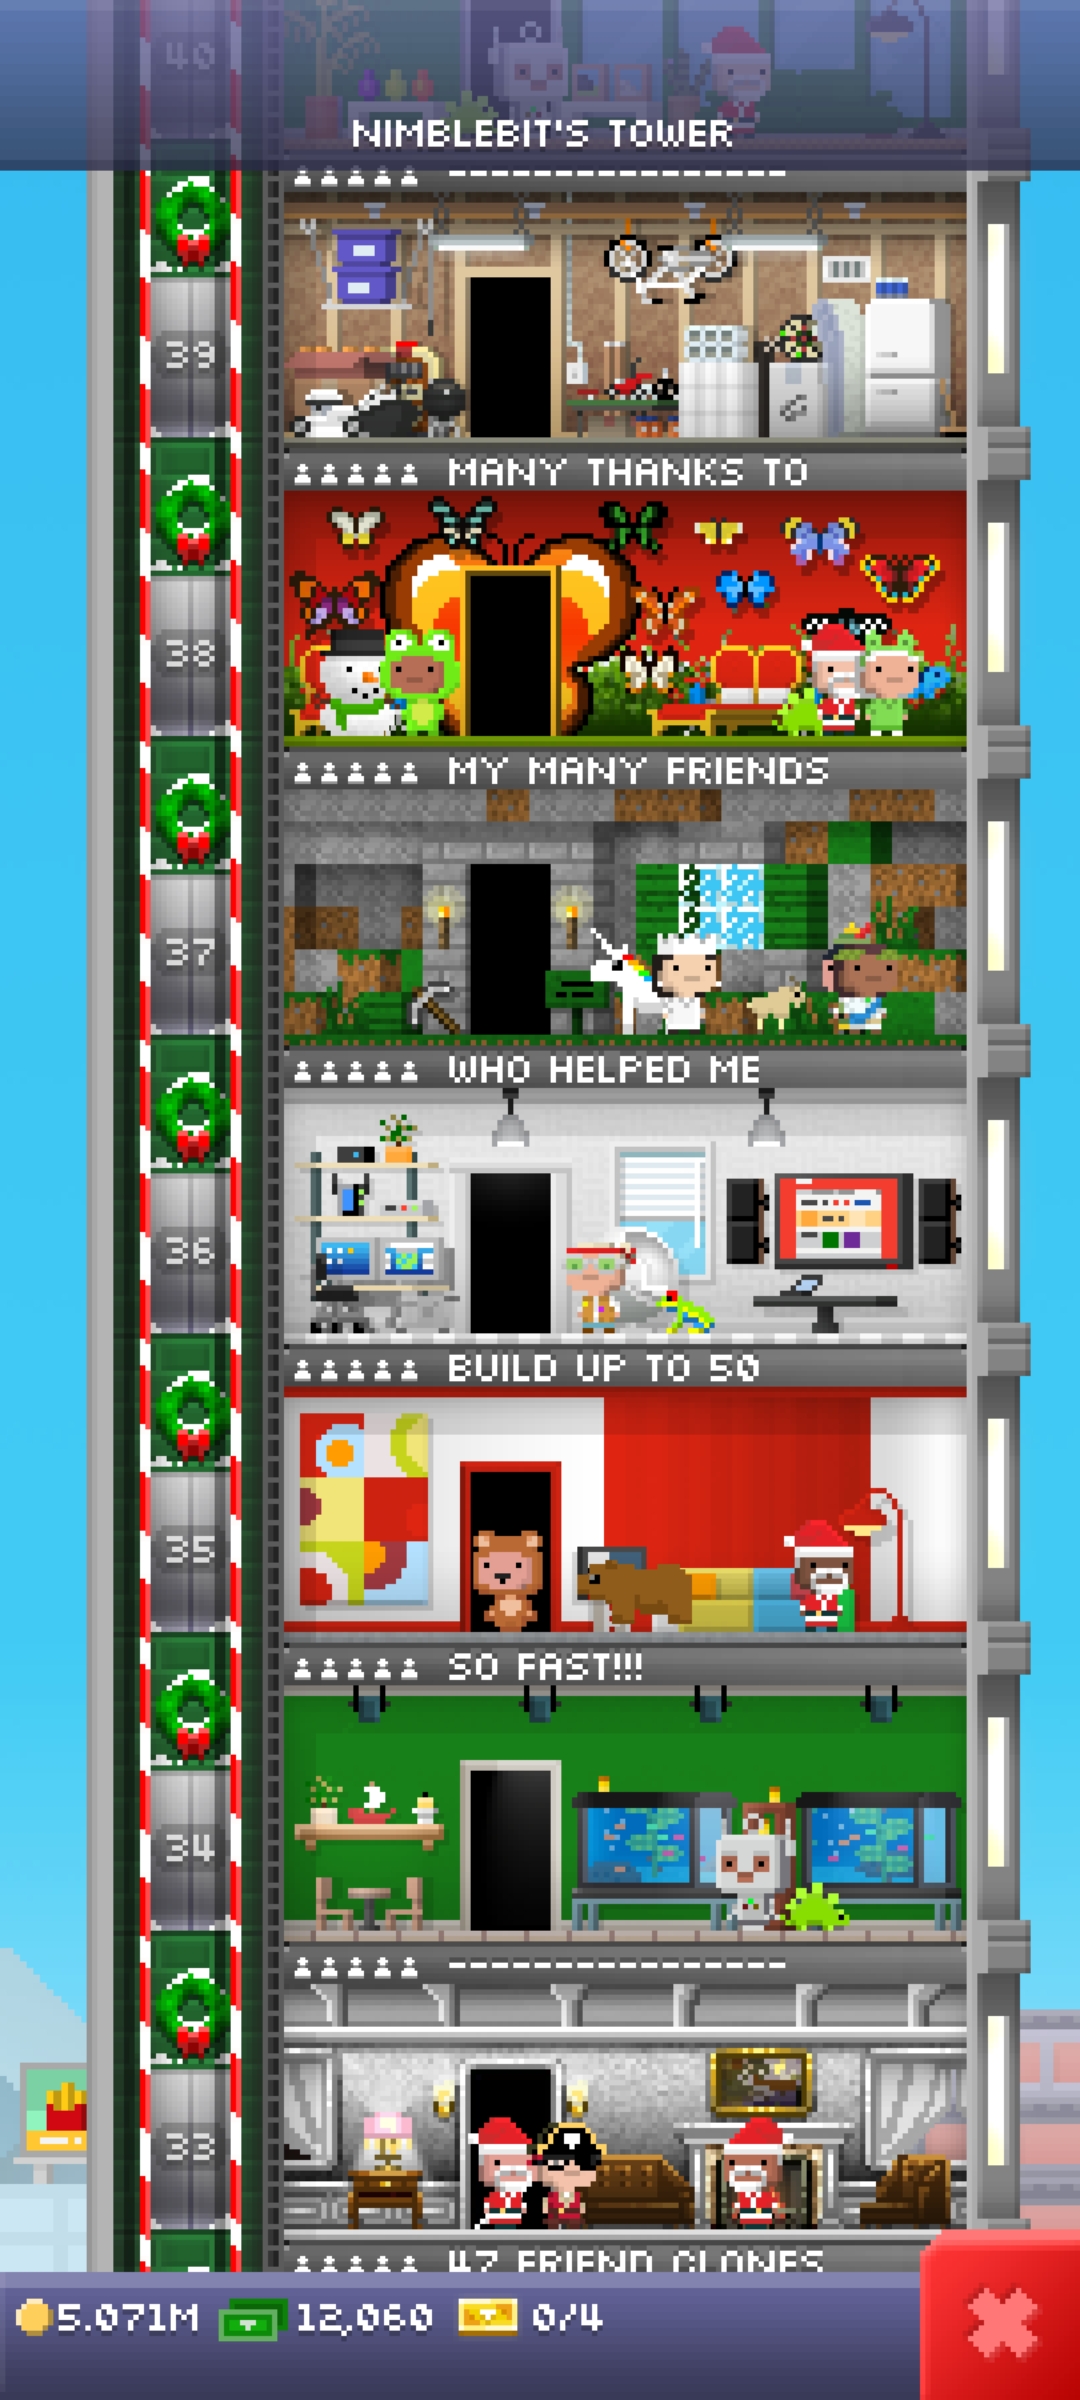 40
NIMBLEBIT'S TOWER
----------------
39
MANY THANKS TO
38
MY MANY FRIENDS
37
WHO HELPED ME
36
BUILD UP TO 50
35
SO FAST!!!
34
----------------
33
47 FRIEND CLONES
5.071M 12,060 0/4